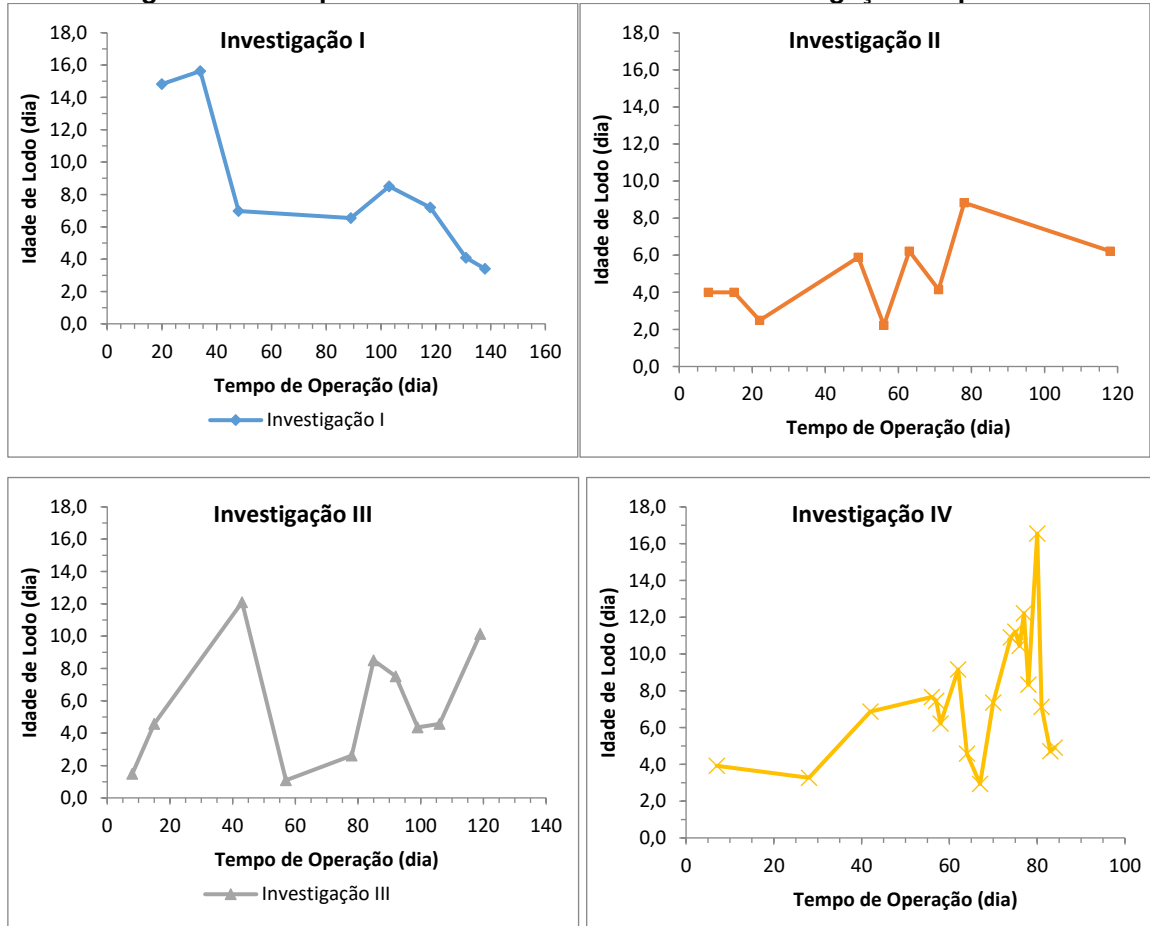 Investigação I
18,0
16,0
14,0
12,0
10,0
8,0
6,0
4,0
2,0
0,0
Idade de Lodo (dia)
0 20 40 60 80 100 120 140 160
Tempo de Operação (dia)
Investigação I
Investigação II
18,0
16,0
14,0
12,0
10,0
8,0
6,0
4,0
2,0
0,0
Idade de Lodo (dia)
0 20 40 60 80 100 120
Tempo de Operação (dia)
Investigação III
18,0
16,0
14,0
12,0
10,0
8,0
6,0
4,0
2,0
0,0
Idade de Lodo (dia)
0 20 40 60 80 100 120 140
Tempo de Operação (dia)
Investigação III
Investigação IV
18,0
16,0
14,0
12,0
10,0
8,0
6,0
4,0
2,0
0,0
Idade de Lodo (dia)
0 20 40 60 80 100
Tempo de Operação (dia)